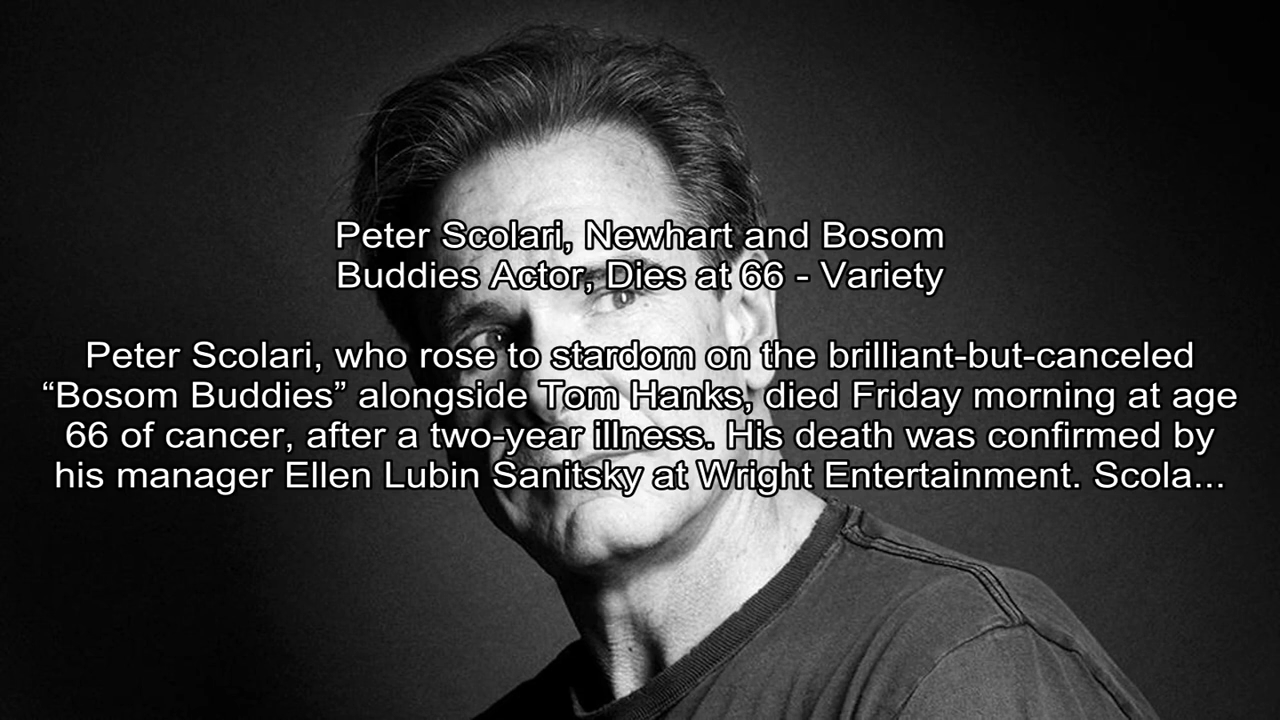 Peter Scolari, Newhart and Bosom
Buddies Actor, Dies at 66 - Variety
Peter Scolari, who rose to stardom on the brilliant-but-canceled
“Bosom Buddies” alongside Tom Hanks, died Friday morning at age
66 of cancer, after a two-year illness. His death was confirmed by
his manager Ellen Lubin Sanitsky at Wright Entertainment. Scola...